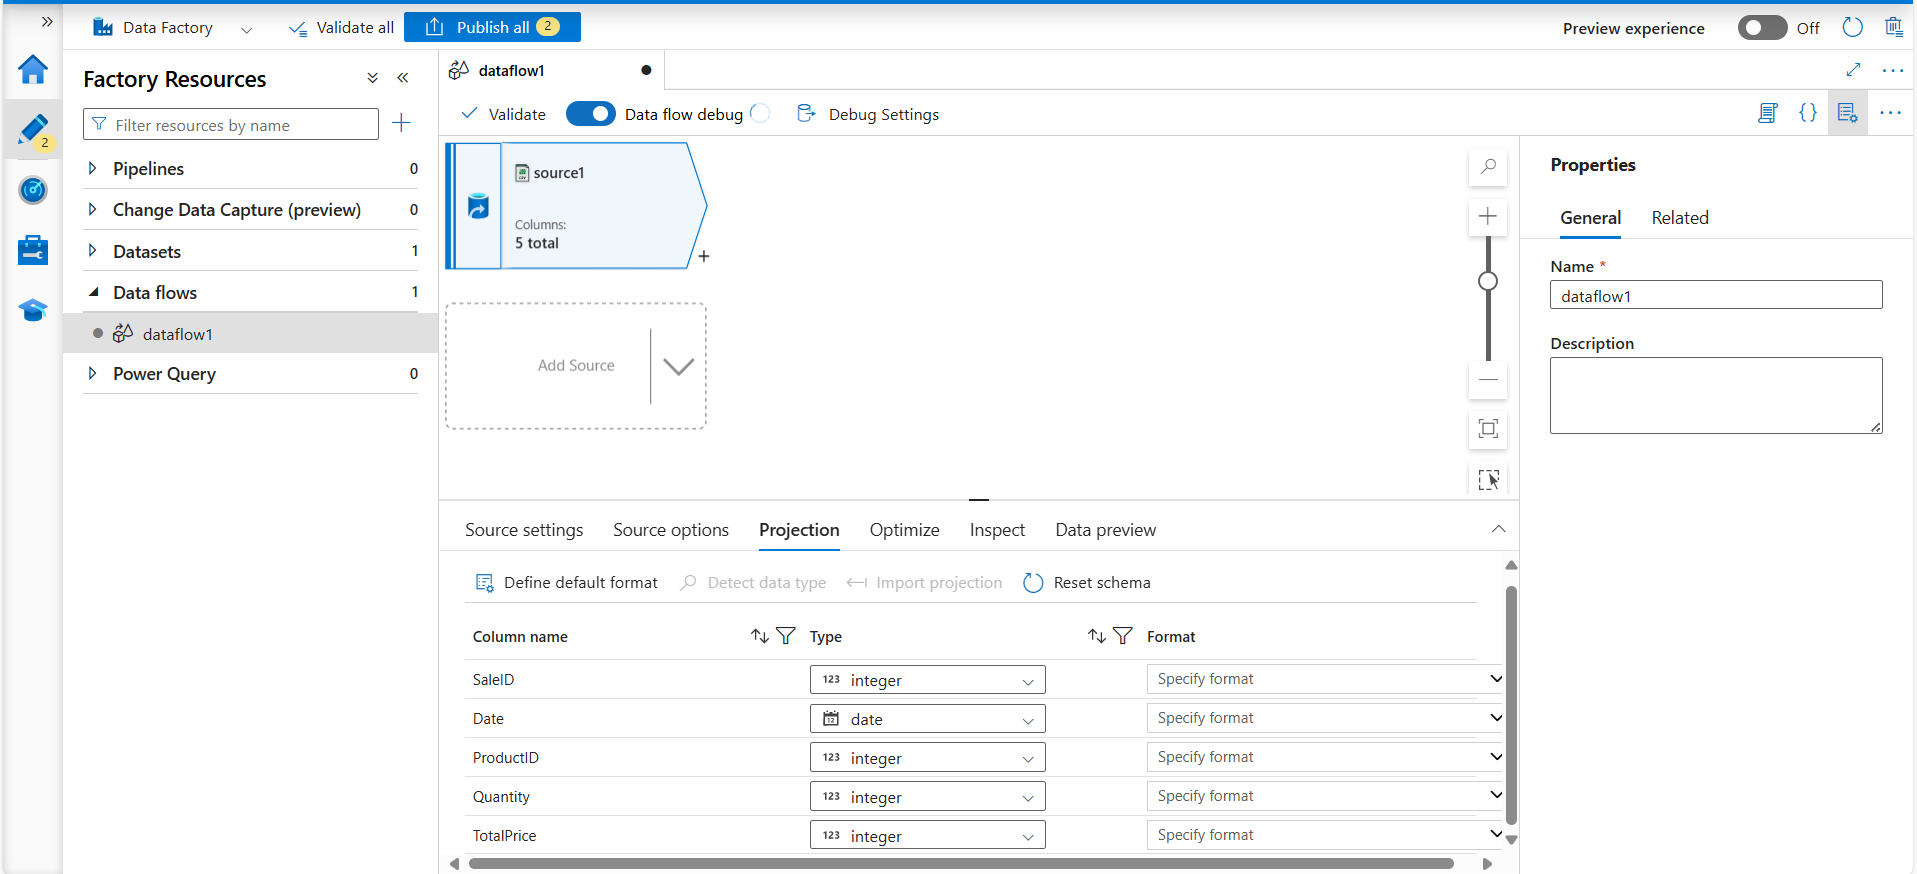 Data Factory
Validate all
Publish all 2
Preview experience
Off
2
Factory Resources
Filter resources by name
Pipelines 0
Change Data Capture (preview) 0
Datasets 1
Data flows 1
dataflow1
Power Query 0
dataflow1
Validate
Data flow debug
Debug Settings
source1
Columns:
5 total
Add Source
Properties
General Related
Name *
dataflow1
Description
Source settings Source options Projection Optimize Inspect Data preview
Define default format Detect data type Import projection Reset schema
Column name Type Format
SaleID 123 integer Specify format
Date 12 date Specify format
ProductID 123 integer Specify format
Quantity 123 integer Specify format
TotalPrice 123 integer Specify format